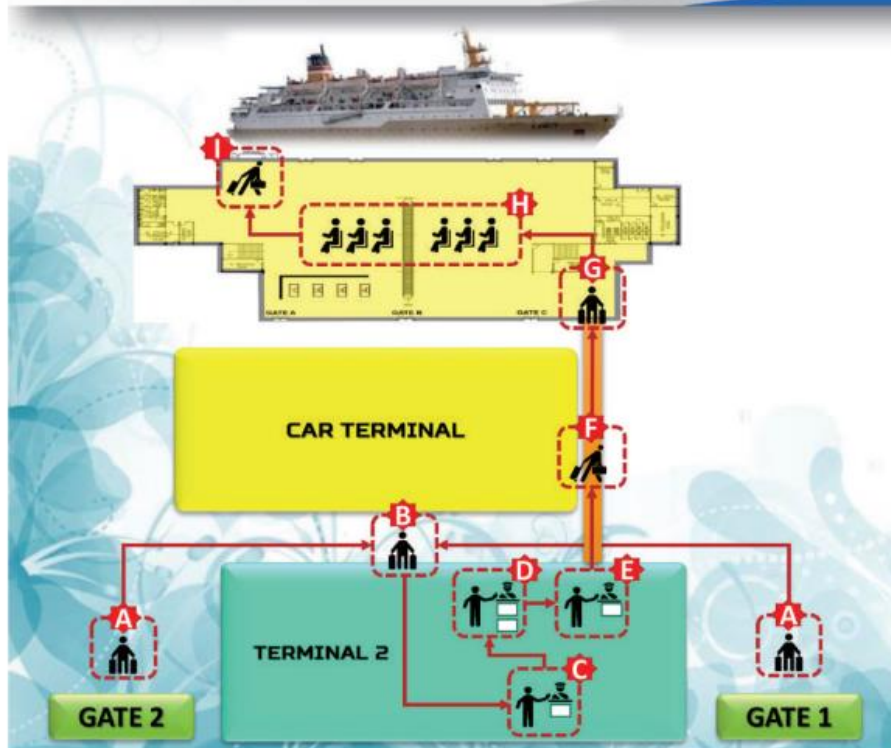 I
H
G
GATE A
GATE B
GATE C
CAR TERMINAL
F
B
D
E
A
A
TERMINAL 2
C
GATE 2
GATE 1